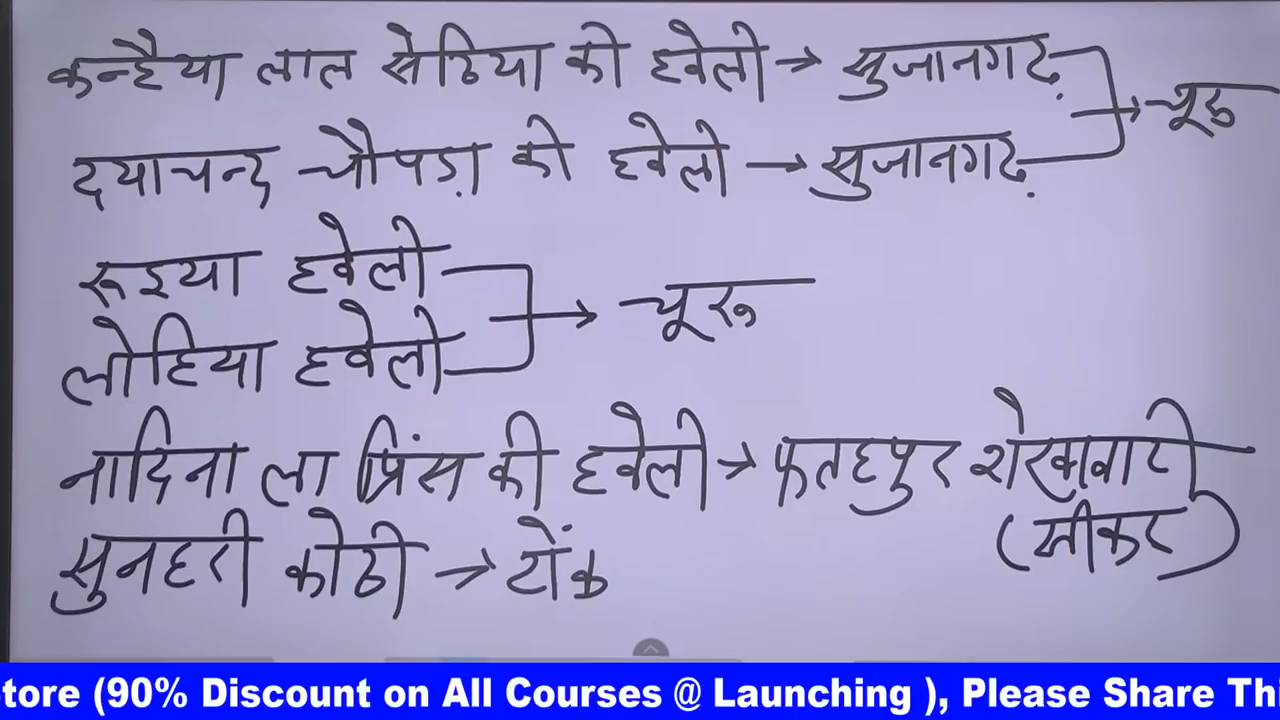 कन्हैया लाल सेठिया की हवेली → सुजानगढ़
→ चूरू
दयाचन्द चौपड़ा की हवेली → सुजानगढ़
रूइया हवेली
लोहिया हवेली
→ चूरू
नादिना ला प्रिंस की हवेली → फतहपुर शेखावाटी
(सीकर)
सुनहरी कोठी → टोंक
tore (90% Discount on All Courses @ Launching ), Please Share Thi